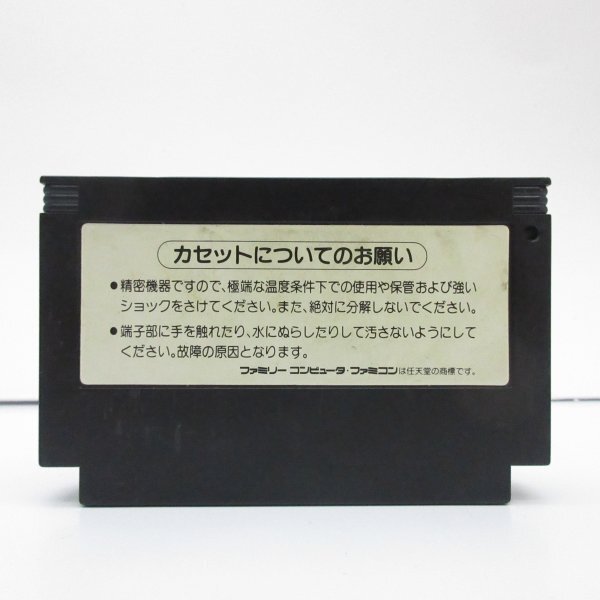 カセットについてのお願い
●精密機器ですので、極端な温度条件下での使用や保管および強い
ショックをさけてください。また、絶対に分解しないでください。
●端子部に手を触れたり、水にぬらしたりして汚さないようにして
ください。故障の原因となります。
ファミリー コンピュータ・ファミコンは任天堂の商標です。